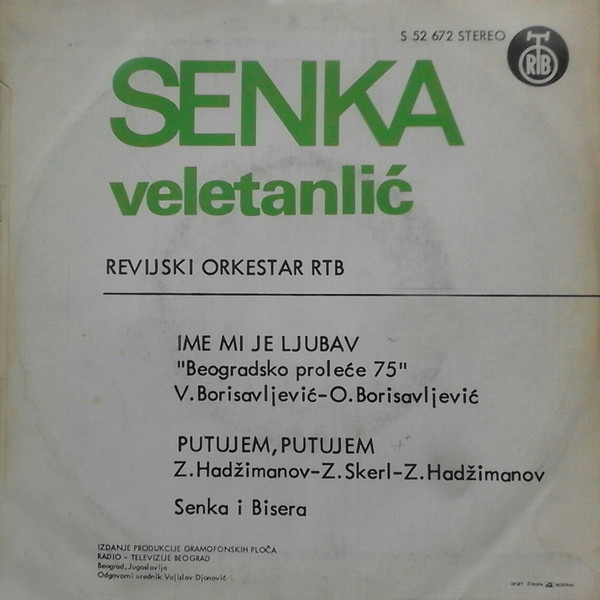 S 52 672 STEREO
RTB
SENKA
veletanlić
REVIJSKI ORKESTAR RTB
IME MI JE LJUBAV
"Beogradsko proleće 75"
V.Borisavljević-O.Borisavljević
PUTUJEM, PUTUJEM
Z.Hadžimanov-Z.Skerl-Z.Hadžimanov
Senka i Bisera
IZDANJE PRODUKCIJE GRAMOFONSKIH PLOČA
RADIO - TELEVIZIJE BEOGRAD
Beograd, Jugoslavija
Odgovorni urednik Vojislav Djonović